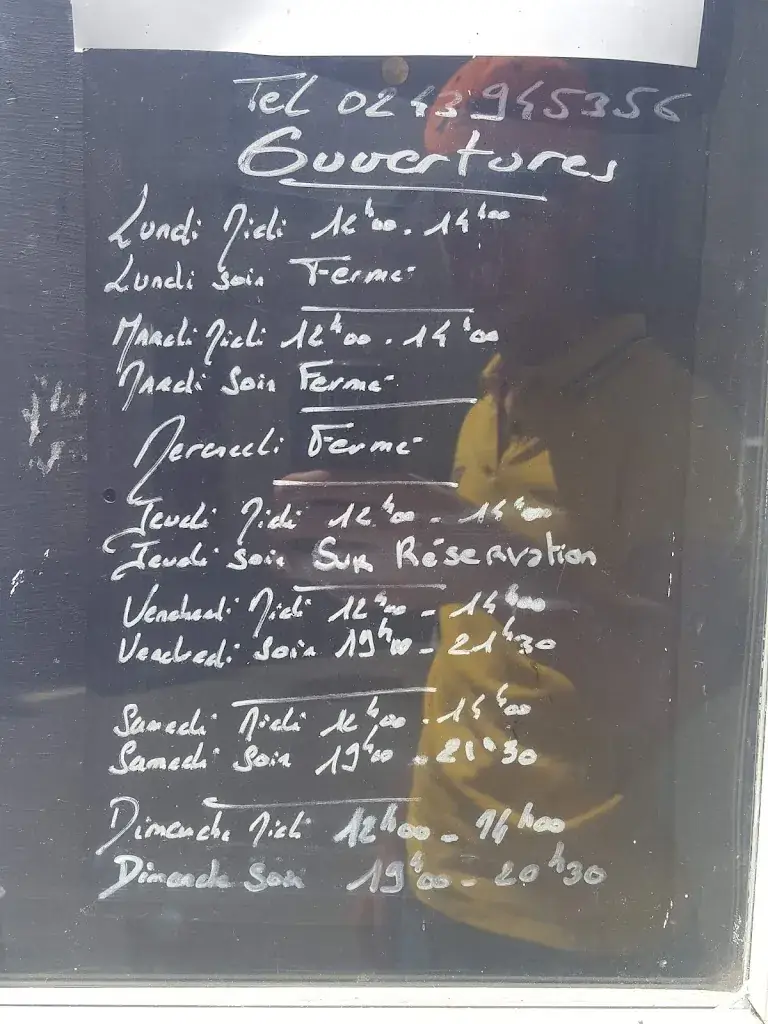 Tel 0243945356
Ouvertures
Lundi Midi 12h00 - 14h00
Lundi soir Fermé
Mardi Midi 12h00 - 14h00
Mardi soir Fermé
Mercredi Fermé
Jeudi Midi 12h00 - 14h00
Jeudi soir Sur Réservation
Vendredi Midi 12h00 - 14h00
Vendredi soir 19h00 - 21h30
Samedi Midi 12h00 - 14h00
Samedi soir 19h00 - 21h30
Dimanche Midi 12h00 - 14h00
Dimanche soir 19h00 - 20h30